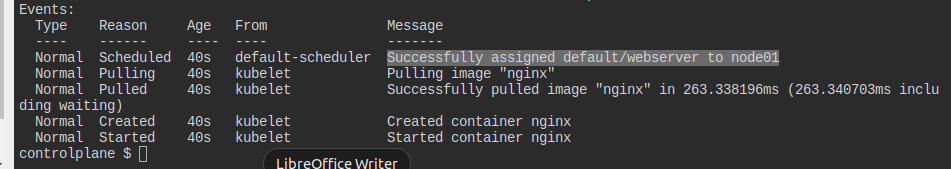 Events:
Type Reason Age From Message
---- ------ ---- ---- -------
Normal Scheduled 40s default-scheduler Successfully assigned default/webserver to node01
Normal Pulling 40s kubelet Pulling image "nginx"
Normal Pulled 40s kubelet Successfully pulled image "nginx" in 263.338196ms (263.340703ms inclu
ding waiting)
Normal Created 40s kubelet Created container nginx
Normal Started 40s kubelet Started container nginx
controlplane $
LibreOffice Writer